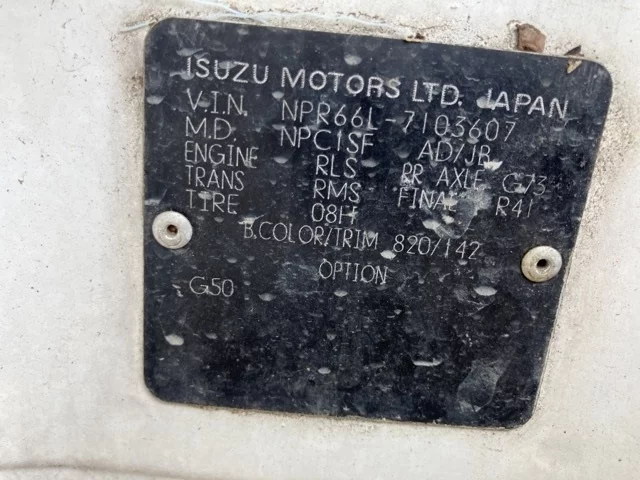 ISUZU MOTORS LTD. JAPAN
V.I.N. NPR66L-7103607
M.D. NPC1SF AD/JB
ENGINE RLS RR AXLE G73
TRANS RMS FINAL R41
TIRE 08H
B.COLOR/TRIM 820/142
OPTION
G50